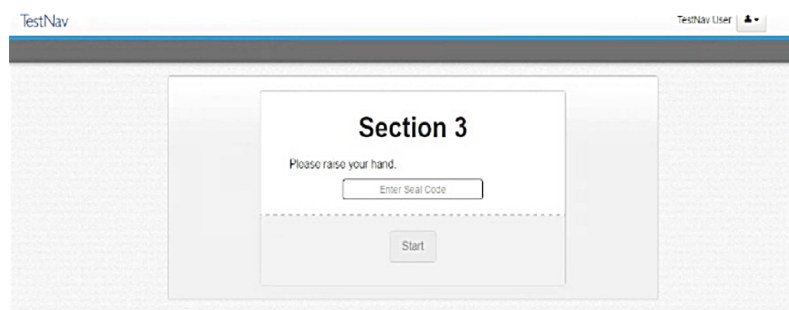 TestNav
TestNav User
Section 3
Please raise your hand.
Enter Seal Code
Start